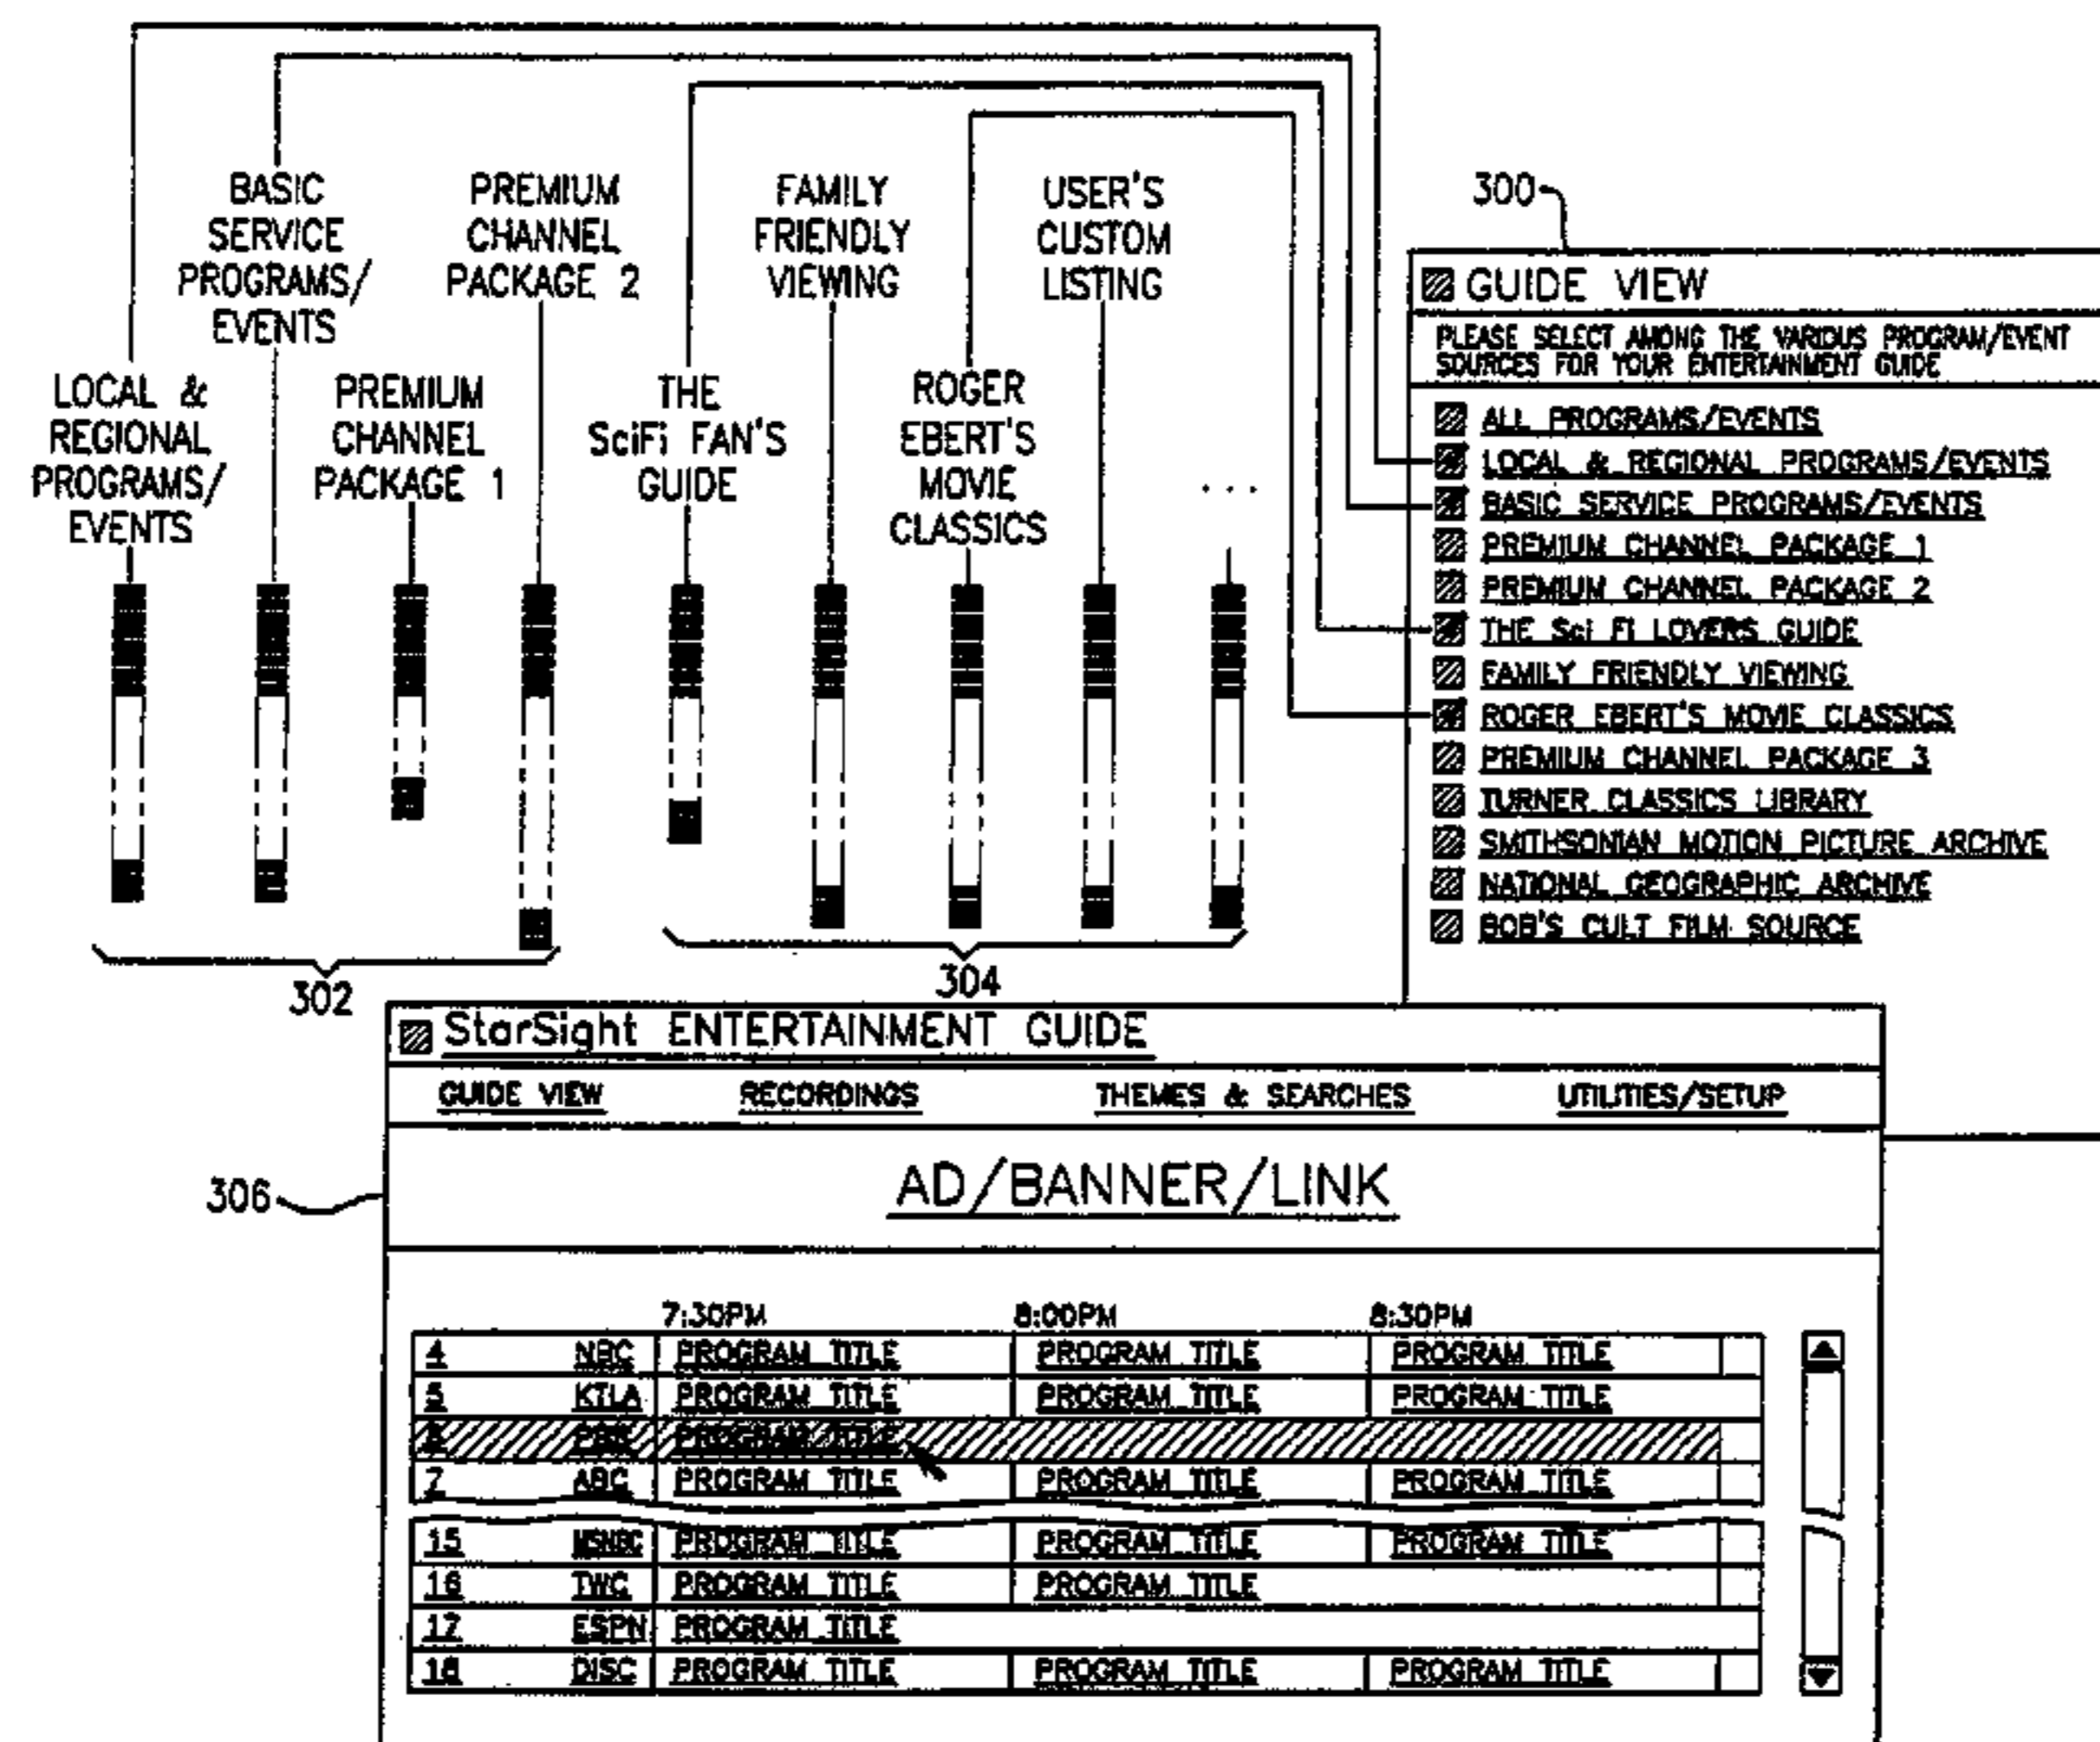 BASIC
SERVICE
PROGRAMS/
EVENTS
PREMIUM
CHANNEL
PACKAGE 2
FAMILY
FRIENDLY
VIEWING
USER'S
CUSTOM
LISTING
LOCAL &
REGIONAL
PROGRAMS/
EVENTS
PREMIUM
CHANNEL
PACKAGE 1
THE
SciFi FAN'S
GUIDE
ROGER
EBERT'S
MOVIE
CLASSICS
. . .
302
304
300
GUIDE VIEW
PLEASE SELECT AMONG THE VARIOUS PROGRAM/EVENT
SOURCES FOR YOUR ENTERTAINMENT GUIDE
ALL PROGRAMS/EVENTS
LOCAL & REGIONAL PROGRAMS/EVENTS
BASIC SERVICE PROGRAMS/EVENTS
PREMIUM CHANNEL PACKAGE 1
PREMIUM CHANNEL PACKAGE 2
THE Sci Fi LOVERS GUIDE
FAMILY FRIENDLY VIEWING
ROGER EBERT'S MOVIE CLASSICS
PREMIUM CHANNEL PACKAGE 3
TURNER CLASSICS LIBRARY
SMITHSONIAN MOTION PICTURE ARCHIVE
NATIONAL GEOGRAPHIC ARCHIVE
BOB'S CULT FILM SOURCE
StarSight ENTERTAINMENT GUIDE
GUIDE VIEW RECORDINGS THEMES & SEARCHES UTILITIES/SETUP
306
AD/BANNER/LINK
7:30PM 8:00PM 8:30PM
4 NBC PROGRAM TITLE PROGRAM TITLE PROGRAM TITLE
5 KTLA PROGRAM TITLE PROGRAM TITLE PROGRAM TITLE
PROGRAM TITLE
7 ABC PROGRAM TITLE PROGRAM TITLE PROGRAM TITLE
15 MSNBC PROGRAM TITLE PROGRAM TITLE PROGRAM TITLE
16 TWC PROGRAM TITLE PROGRAM TITLE
17 ESPN PROGRAM TITLE
18 DISC PROGRAM TITLE PROGRAM TITLE PROGRAM TITLE